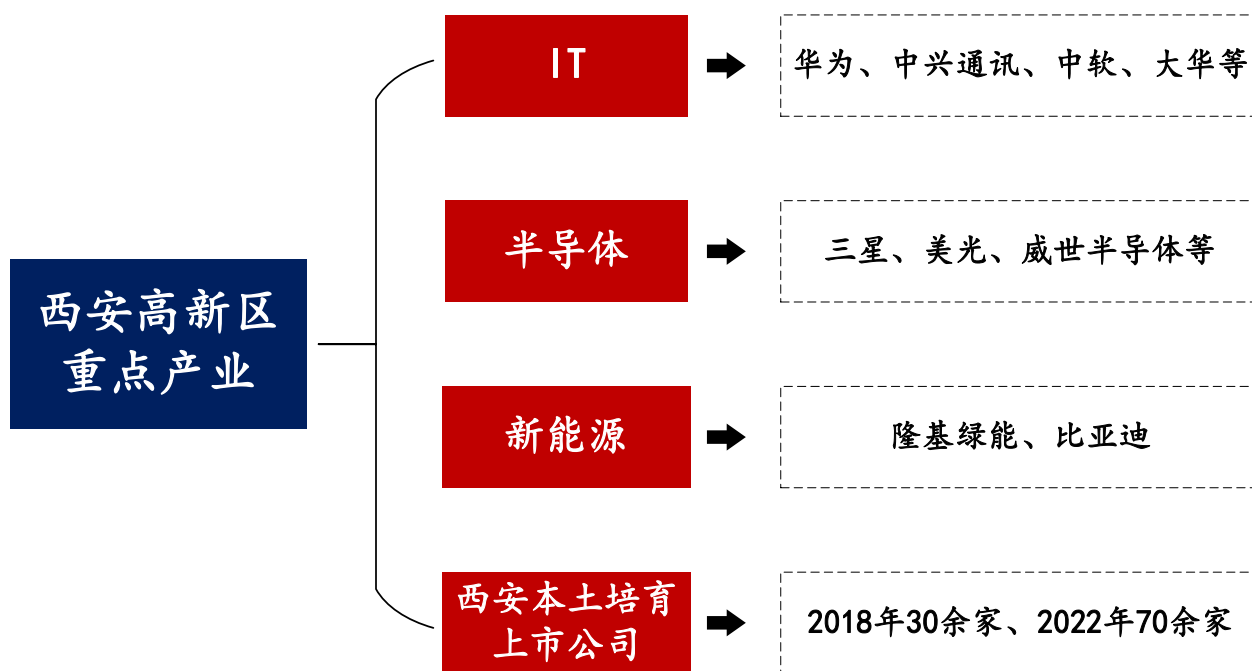 IT
华为、中兴通讯、中软、大华等
半导体
三星、美光、威世半导体等
西安高新区
重点产业
新能源
隆基绿能、比亚迪
西安本土培育
上市公司
2018年30余家、2022年70余家